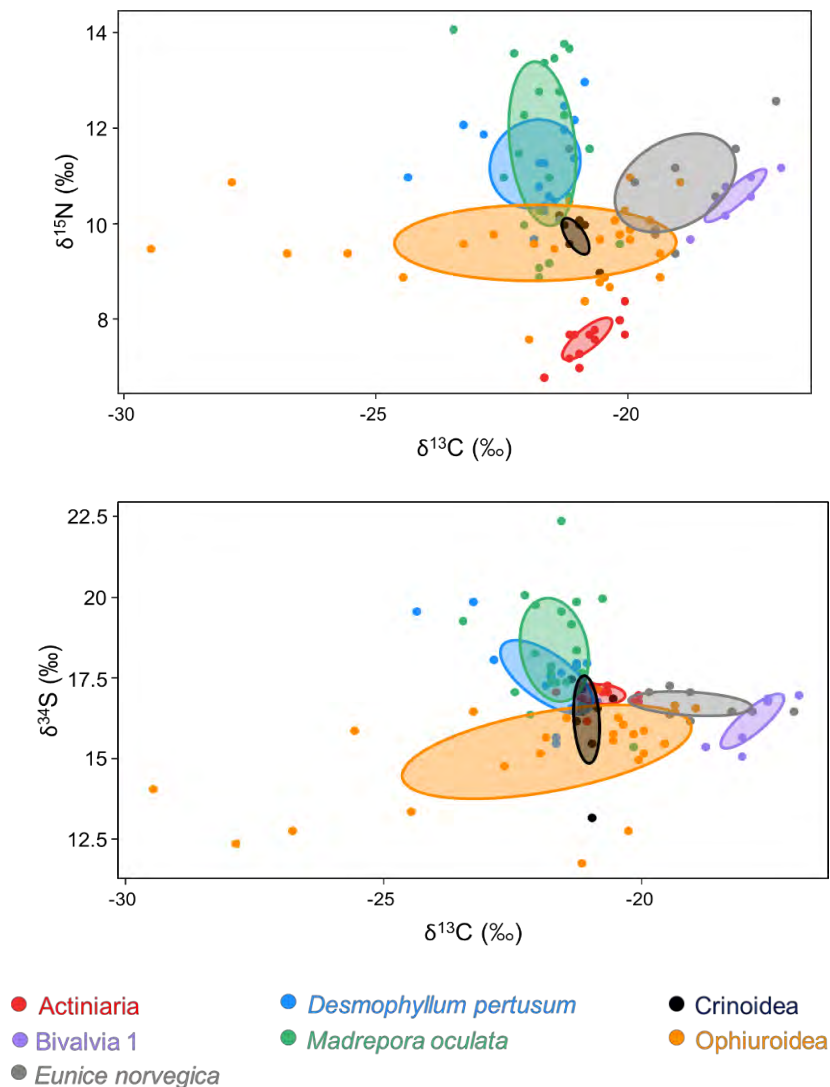 14
12
10
8
δ¹⁵N (‰)
-30 -25 -20
δ¹³C (‰)
22.5
20
17.5
15
12.5
δ³⁴S (‰)
-30 -25 -20
δ¹³C (‰)
Actiniaria Desmophyllum pertusum Crinoidea
Bivalvia 1 Madrepora oculata Ophiuroidea
Eunice norvegica